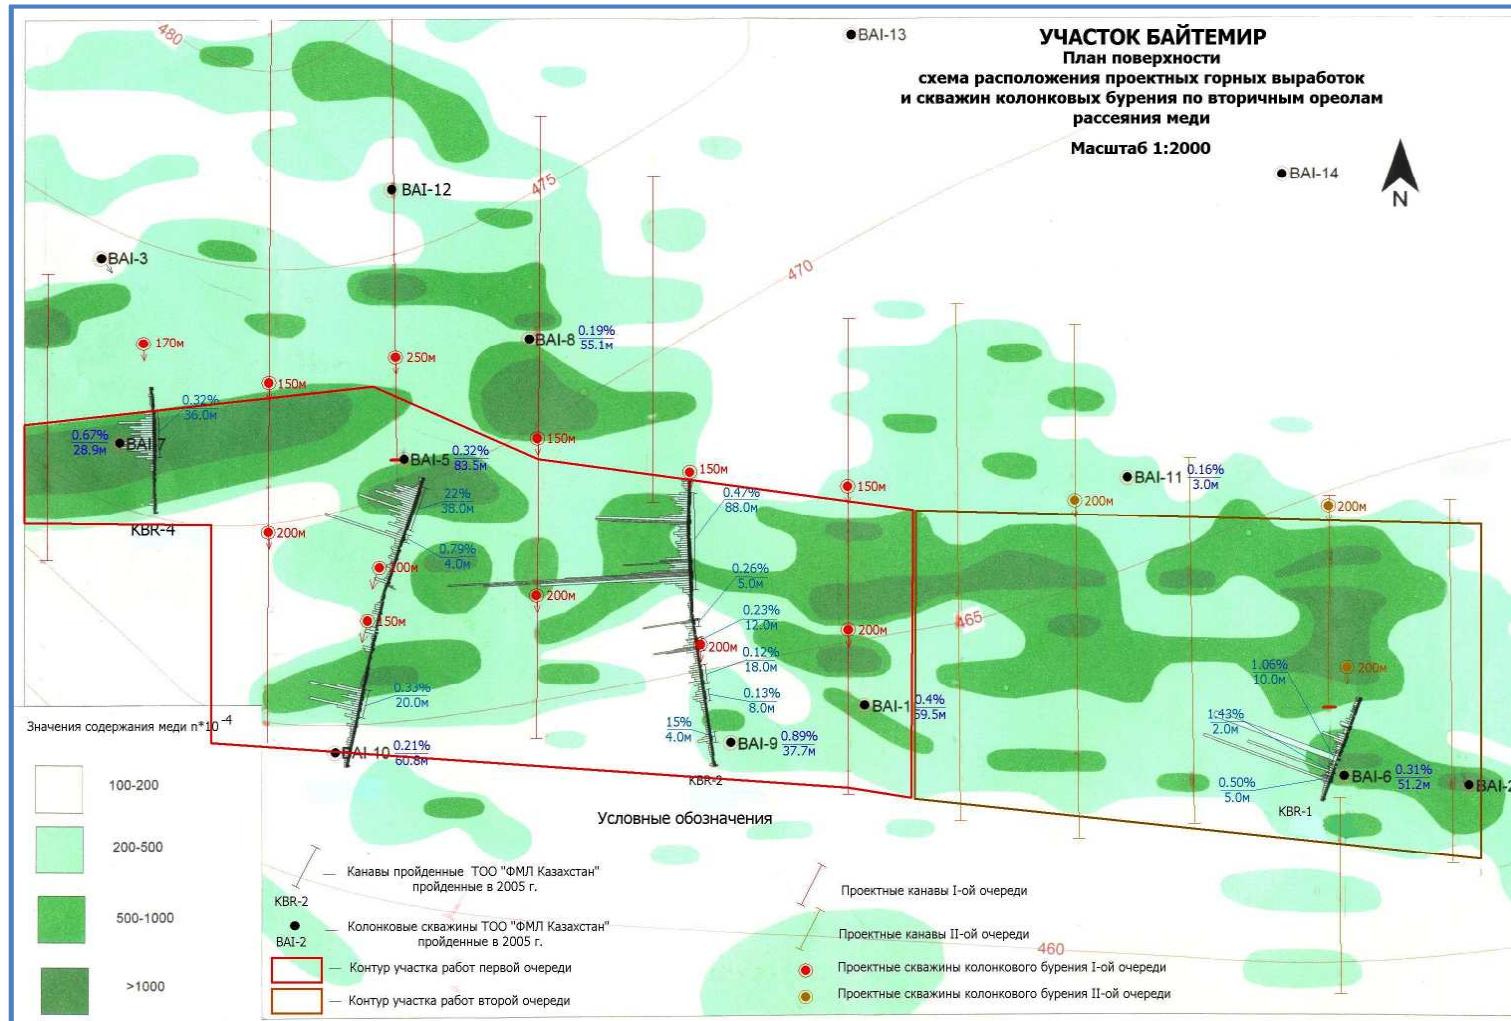 УЧАСТОК БАЙТЕМИР
План поверхности
схема расположения проектных горных выработок
и скважин колонковых бурения по вторичным ореолам
рассеяния меди
Масштаб 1:2000
N
480
BAI-13
BAI-14
475
BAI-12
BAI-3
470
170м
250м
BAI-8
0.19%
55.1м
150м
0.32%
36.0м
0.67%
28.9м
BAI-7
150м
BAI-5
0.32%
83.5м
150м
150м
BAI-11
0.16%
3.0м
22%
38.0м
0.47%
88.0м
200м
200м
KBR-4
200м
0.79%
4.0м
200м
0.26%
5.0м
200м
0.23%
12.0м
465
150м
200м
200м
0.12%
18.0м
1.06%
10.0м
200м
0.33%
20.0м
0.13%
8.0м
BAI-1
0.4%
59.5м
1.43%
2.0м
15%
4.0м
BAI-9
0.89%
37.7м
BAI-10
0.21%
60.8м
KBR-2
0.50%
5.0м
BAI-6
0.31%
51.2м
BAI-2
KBR-1
460
Значения содержания меди n*10 -4
100-200
200-500
500-1000
>1000
Условные обозначения
KBR-2
Канавы пройденные ТОО "ФМЛ Казахстан"
пройденные в 2005 г.
BAI-2
Колонковые скважины ТОО "ФМЛ Казахстан"
пройденные в 2005 г.
Контур участка работ первой очереди
Контур участка работ второй очереди
Проектные канавы I-ой очереди
Проектные канавы II-ой очереди
Проектные скважины колонкового бурения I-ой очереди
Проектные скважины колонкового бурения II-ой очереди